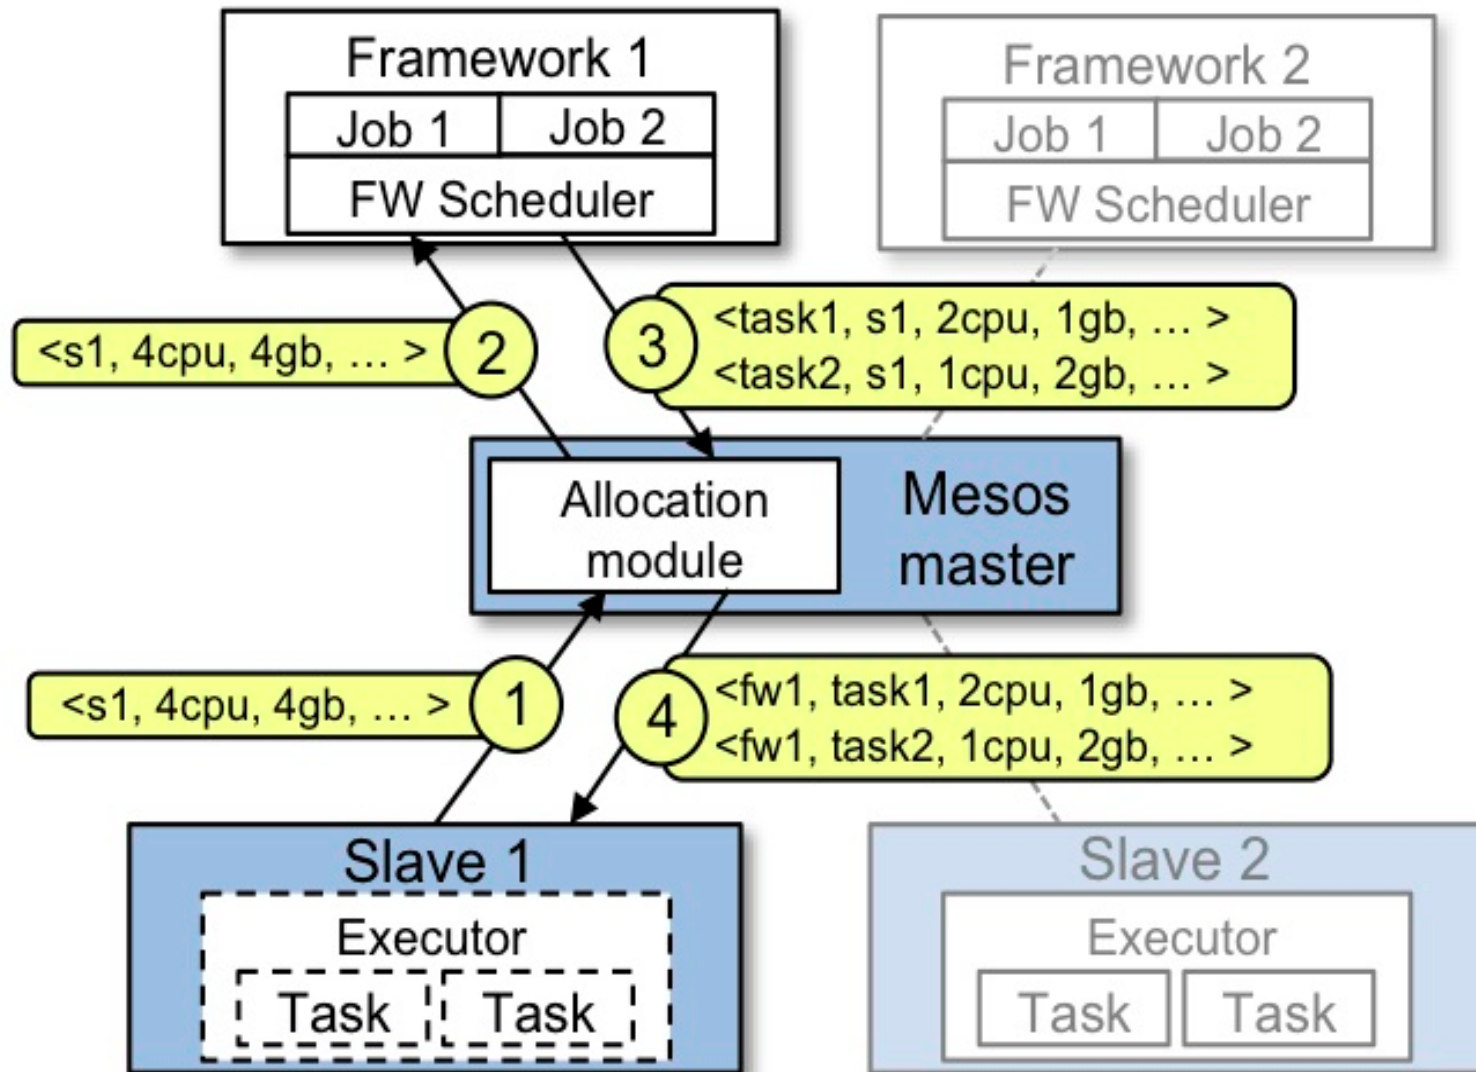 Framework 1
Job 1 Job 2
FW Scheduler
Framework 2
Job 1 Job 2
FW Scheduler
<s1, 4cpu, 4gb, … >
2
3
<task1, s1, 2cpu, 1gb, … >
<task2, s1, 1cpu, 2gb, … >
Allocation
module
Mesos
master
<s1, 4cpu, 4gb, … >
1
4
<fw1, task1, 2cpu, 1gb, … >
<fw1, task2, 1cpu, 2gb, … >
Slave 1
Executor
Task Task
Slave 2
Executor
Task Task